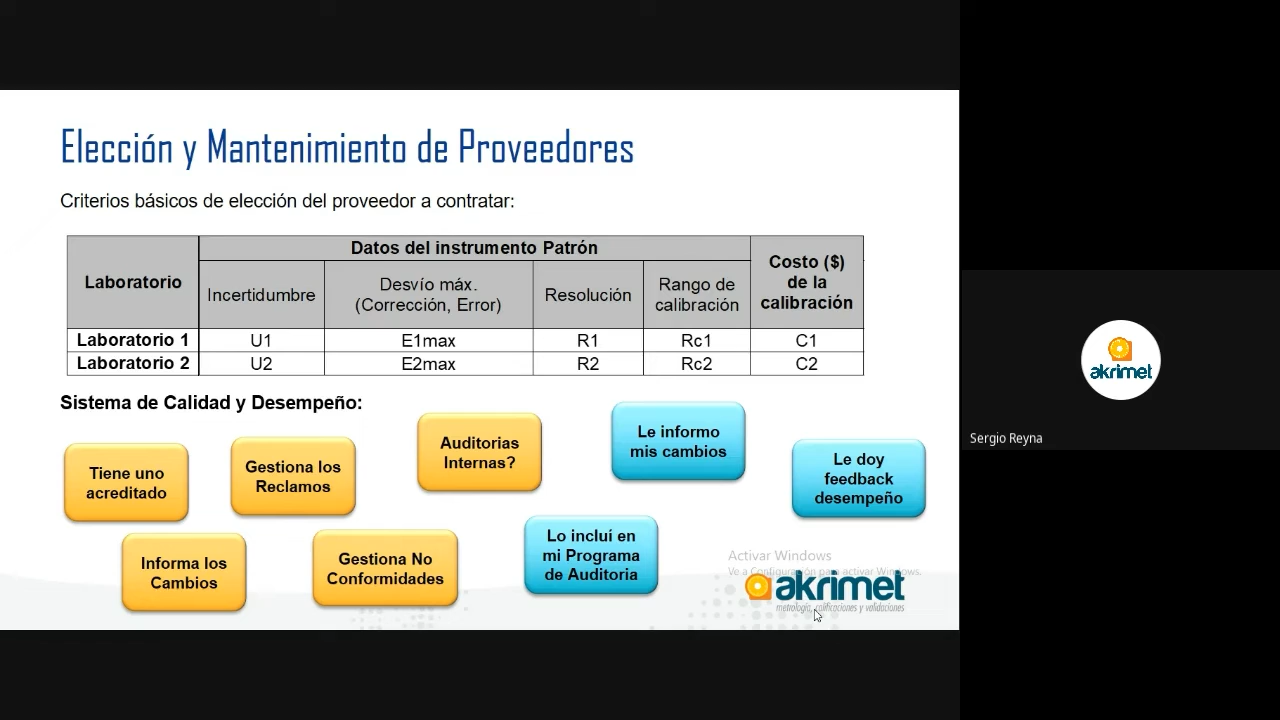 Elección y Mantenimiento de Proveedores
Criterios básicos de elección del proveedor a contratar:
Laboratorio
Datos del instrumento Patrón
Costo ($)
de la
calibración
Incertidumbre
Desvío máx.
(Corrección, Error)
Resolución
Rango de
calibración
Laboratorio 1 U1 E1max R1 Rc1 C1
Laboratorio 2 U2 E2max R2 Rc2 C2
Sistema de Calidad y Desempeño:
Tiene uno
acreditado
Gestiona los
Reclamos
Auditorias
Internas?
Le informo
mis cambios
Le doy
feedback
desempeño
Informa los
Cambios
Gestiona No
Conformidades
Lo incluí en
mi Programa
de Auditoria
Activar Windows
Ve a Configuración para activar Windows.
akrimet
metrología, calificaciones y validaciones
akrimet
Sergio Reyna